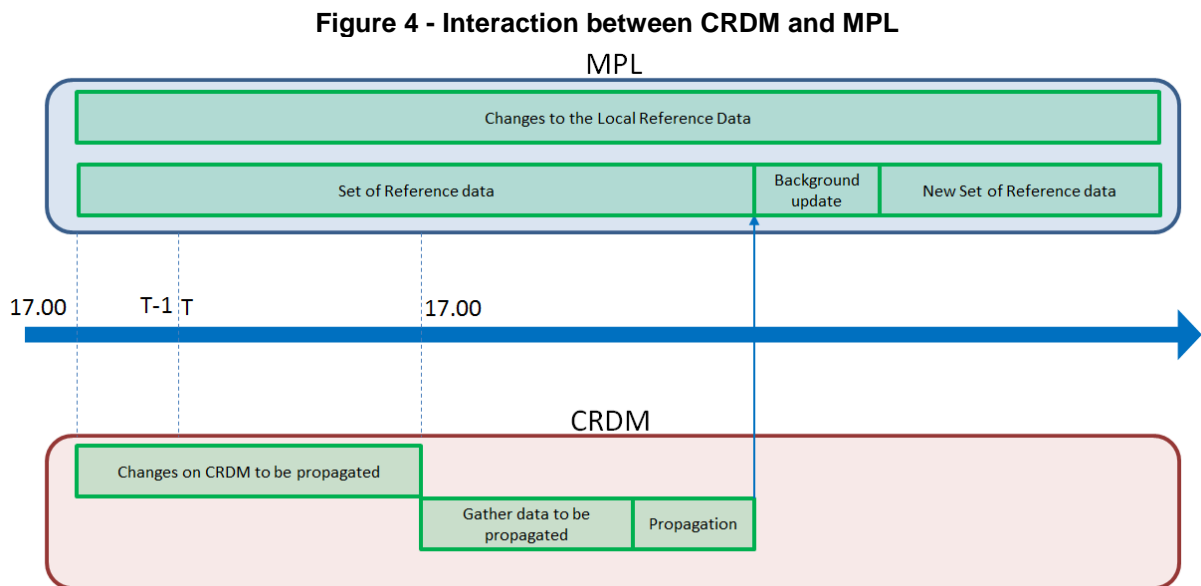 Figure 4 - Interaction between CRDM and MPL
MPL
Changes to the Local Reference Data
Set of Reference data
Background
update
New Set of Reference data
17.00
T-1
T
17.00
CRDM
Changes on CRDM to be propagated
Gather data to be
propagated
Propagation